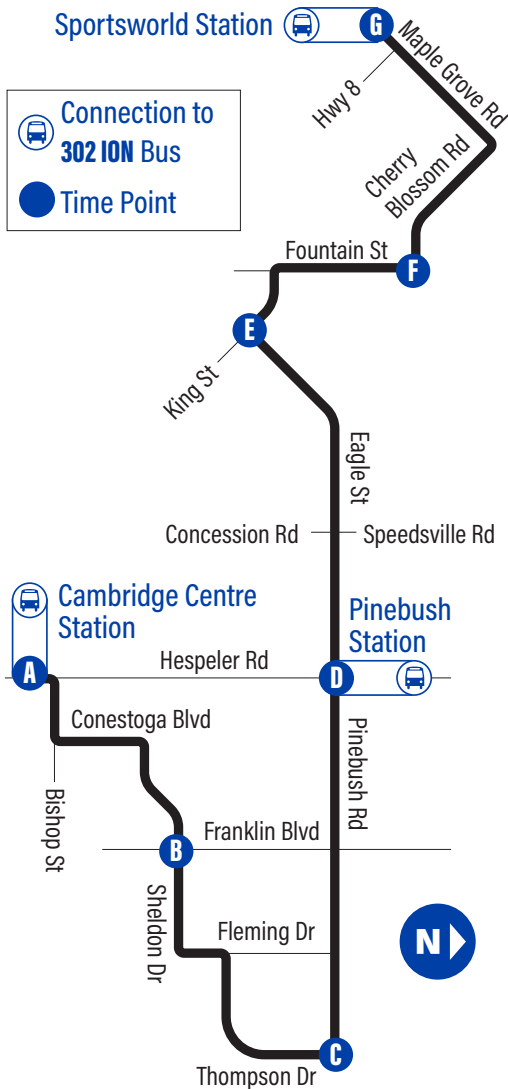 Sportsworld Station
G
Maple Grove Rd
Hwy 8
Connection to
302 ION Bus
Time Point
Cherry
Blossom Rd
Fountain St
F
E
King St
Eagle St
Concession Rd
Speedsville Rd
Cambridge Centre
Station
Pinebush
Station
A
Hespeler Rd
D
Conestoga Blvd
Pinebush Rd
Bishop St
Franklin Blvd
B
Sheldon Dr
Fleming Dr
N
C
Thompson Dr